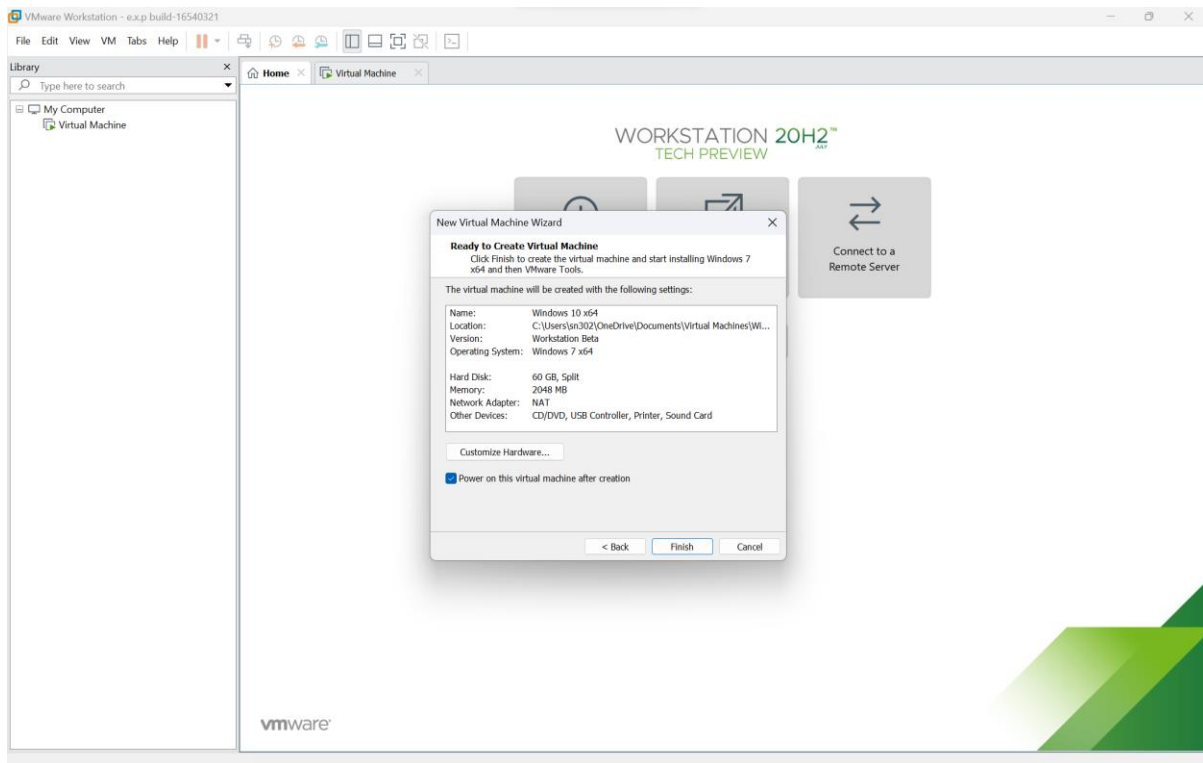 VMware Workstation - e.x.p build-16540321
File Edit View VM Tabs Help
Library
Type here to search
My Computer
Virtual Machine
Home
Virtual Machine
WORKSTATION 20H2™
JULY
TECH PREVIEW
Connect to a
Remote Server
New Virtual Machine Wizard
Ready to Create Virtual Machine
Click Finish to create the virtual machine and start installing Windows 7
x64 and then VMware Tools.
The virtual machine will be created with the following settings:
Name: Windows 10 x64
Location: C:\Users\sn302\OneDrive\Documents\Virtual Machines\Wi...
Version: Workstation Beta
Operating System: Windows 7 x64
Hard Disk: 60 GB, Split
Memory: 2048 MB
Network Adapter: NAT
Other Devices: CD/DVD, USB Controller, Printer, Sound Card
Customize Hardware...
Power on this virtual machine after creation
< Back Finish Cancel
vmware